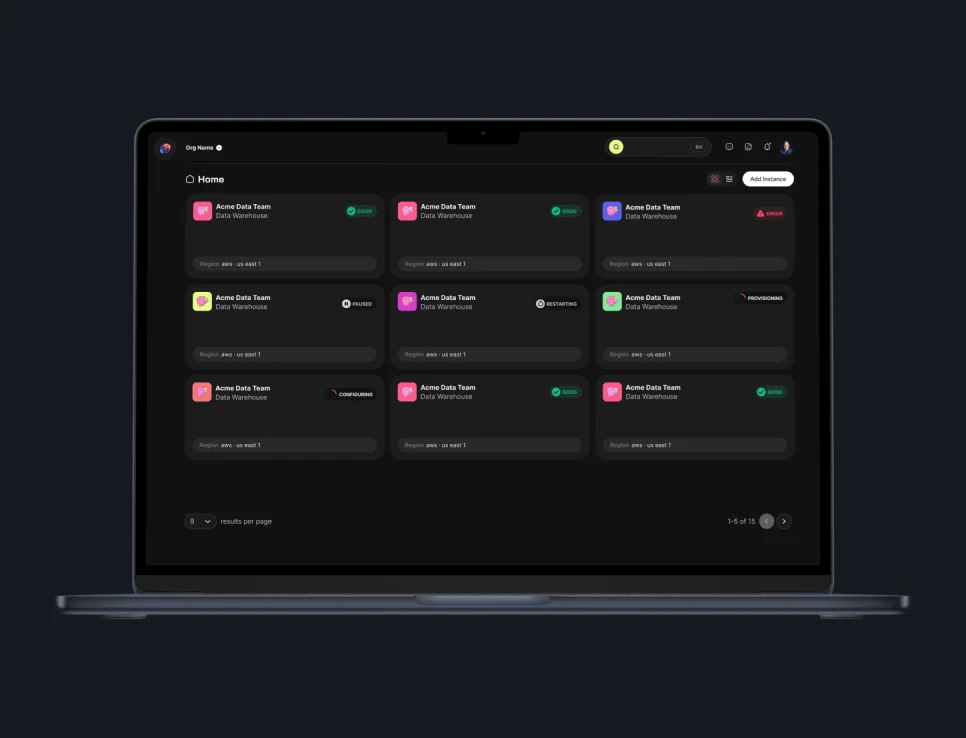 Org Name
⌘K
Home
Add Instance
Acme Data Team
Data Warehouse
GOOD
Region aws · us east 1
Acme Data Team
Data Warehouse
GOOD
Region aws · us east 1
Acme Data Team
Data Warehouse
ERROR
Region aws · us east 1
Acme Data Team
Data Warehouse
PAUSED
Region aws · us east 1
Acme Data Team
Data Warehouse
RESTARTING
Region aws · us east 1
Acme Data Team
Data Warehouse
PROVISIONING
Region aws · us east 1
Acme Data Team
Data Warehouse
CONFIGURING
Region aws · us east 1
Acme Data Team
Data Warehouse
GOOD
Region aws · us east 1
Acme Data Team
Data Warehouse
GOOD
Region aws · us east 1
9 results per page
1-5 of 15